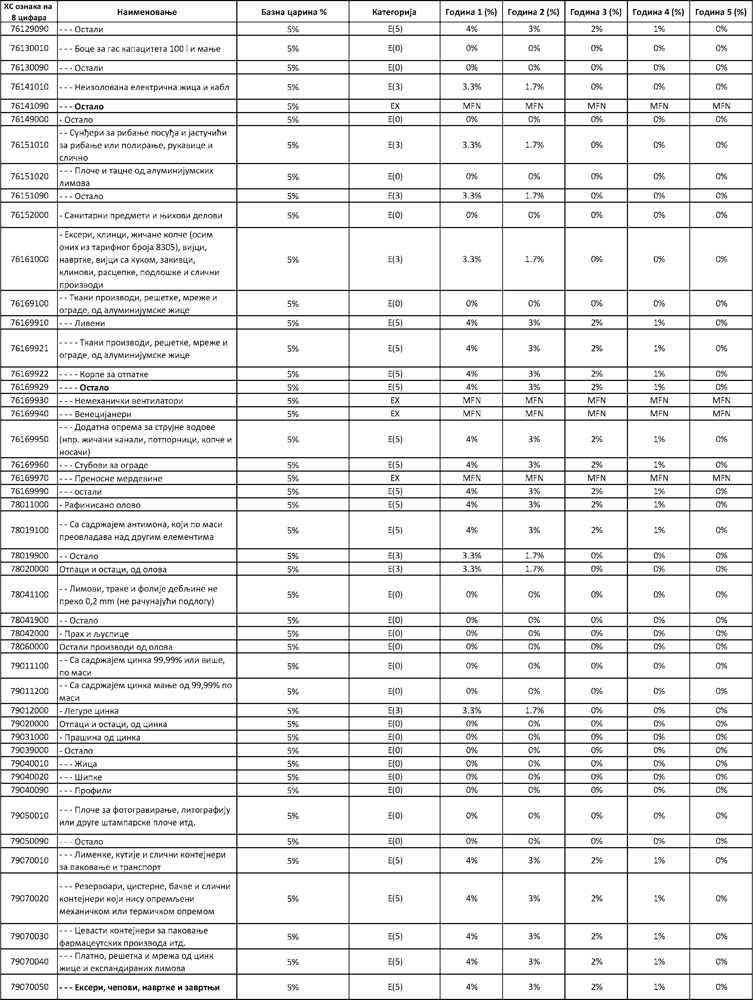 ХС ознака на 8 цифара Наименовање Базна царина % Категорија Година 1 (%) Година 2 (%) Година 3 (%) Година 4 (%) Година 5 (%)
76129090 - - - Остали 5% E(5) 4% 3% 2% 1% 0%
76130010 - - - Боце за гас капацитета 100 l и мање 5% E(0) 0% 0% 0% 0% 0%
76130090 - - - Остали 5% E(0) 0% 0% 0% 0% 0%
76141010 - - - Неизолована електрична жица и кабл 5% E(3) 3.3% 1.7% 0% 0% 0%
76141090 - - - Остало 5% EX MFN MFN MFN MFN MFN
76149000 - Остало 5% E(0) 0% 0% 0% 0% 0%
76151010 - - Сунђери за рибање посуђа и јастучићи
за рибање или полирање, рукавице и
слично 5% E(3) 3.3% 1.7% 0% 0% 0%
76151020 - - - Плоче и тацне од алуминијумских
лимова 5% E(0) 0% 0% 0% 0% 0%
76151090 - - - Остало 5% E(3) 3.3% 1.7% 0% 0% 0%
76152000 - Санитарни предмети и њихови делови 5% E(0) 0% 0% 0% 0% 0%
76161000 - Ексери, клинци, жичане копче (осим
оних из тарифног броја 8305), вијци,
навртке, вијци са куком, закивци,
клинови, расцепке, подлошке и слични
производи 5% E(3) 3.3% 1.7% 0% 0% 0%
76169100 - - Ткани производи, решетке, мреже и
ограде, од алуминијумске жице 5% E(0) 0% 0% 0% 0% 0%
76169910 - - - Ливени 5% E(5) 4% 3% 2% 1% 0%
76169921 - - - - Ткани производи, решетке, мреже и
ограде, од алуминијумске жице 5% E(5) 4% 3% 2% 1% 0%
76169922 - - - - Корпе за отпатке 5% E(5) 4% 3% 2% 1% 0%
76169929 - - - - Остало 5% E(5) 4% 3% 2% 1% 0%
76169930 - - - Немеханички вентилатори 5% EX MFN MFN MFN MFN MFN
76169940 - - - Венецијанери 5% EX MFN MFN MFN MFN MFN
76169950 - - - Додатна опрема за струјне водове
(нпр. жичани канали, потпорници, копче и
носачи) 5% E(5) 4% 3% 2% 1% 0%
76169960 - - - Стубови за ограде 5% E(5) 4% 3% 2% 1% 0%
76169970 - - - Преносне мердевине 5% EX MFN MFN MFN MFN MFN
76169990 - - - остали 5% E(5) 4% 3% 2% 1% 0%
78011000 - Рафинисано олово 5% E(5) 4% 3% 2% 1% 0%
78019100 - - Са садржајем антимона, који по маси
преовладава над другим елементима 5% E(5) 4% 3% 2% 1% 0%
78019900 - - Остало 5% E(3) 3.3% 1.7% 0% 0% 0%
78020000 Отпаци и остаци, од олова 5% E(3) 3.3% 1.7% 0% 0% 0%
78041100 - - Лимови, траке и фолије дебљине не
преко 0,2 mm (не рачунајући подлогу) 5% E(0) 0% 0% 0% 0% 0%
78041900 - - Остало 5% E(0) 0% 0% 0% 0% 0%
78042000 - Прах и љуспице 5% E(0) 0% 0% 0% 0% 0%
78060000 Остали производи од олова 5% E(0) 0% 0% 0% 0% 0%
79011100 - - Са садржајем цинка 99,99% или више,
по маси 5% E(0) 0% 0% 0% 0% 0%
79011200 - - Са садржајем цинка мање од 99,99% по
маси 5% E(0) 0% 0% 0% 0% 0%
79012000 - Легуре цинка 5% E(3) 3.3% 1.7% 0% 0% 0%
79020000 Отпаци и остаци, од цинка 5% E(0) 0% 0% 0% 0% 0%
79031000 - Прашина од цинка 5% E(0) 0% 0% 0% 0% 0%
79039000 - Остало 5% E(0) 0% 0% 0% 0% 0%
79040010 - - - Жица 5% E(0) 0% 0% 0% 0% 0%
79040020 - - - Шипке 5% E(0) 0% 0% 0% 0% 0%
79040090 - - - Профили 5% E(0) 0% 0% 0% 0% 0%
79050010 - - - Плоче за фотогравирање, литографију
или друге штампарске плоче итд. 5% E(0) 0% 0% 0% 0% 0%
79050090 - - - Остало 5% E(0) 0% 0% 0% 0% 0%
79070010 - - - Лименке, кутије и слични контејнери
за паковање и транспорт 5% E(5) 4% 3% 2% 1% 0%
79070020 - - - Резервоари, цистерне, бачве и слични
контејнери који нису опремљени
механичком или термичком опремом 5% E(5) 4% 3% 2% 1% 0%
79070030 - - - Цевасти контејнери за паковање
фармацеутских производа итд. 5% E(5) 4% 3% 2% 1% 0%
79070040 - - - Платно, решетка и мрежа од цинк
жице и експандираних лимова 5% E(5) 4% 3% 2% 1% 0%
79070050 - - - Ексери, чепови, навртке и завртњи 5% E(5) 4% 3% 2% 1% 0%